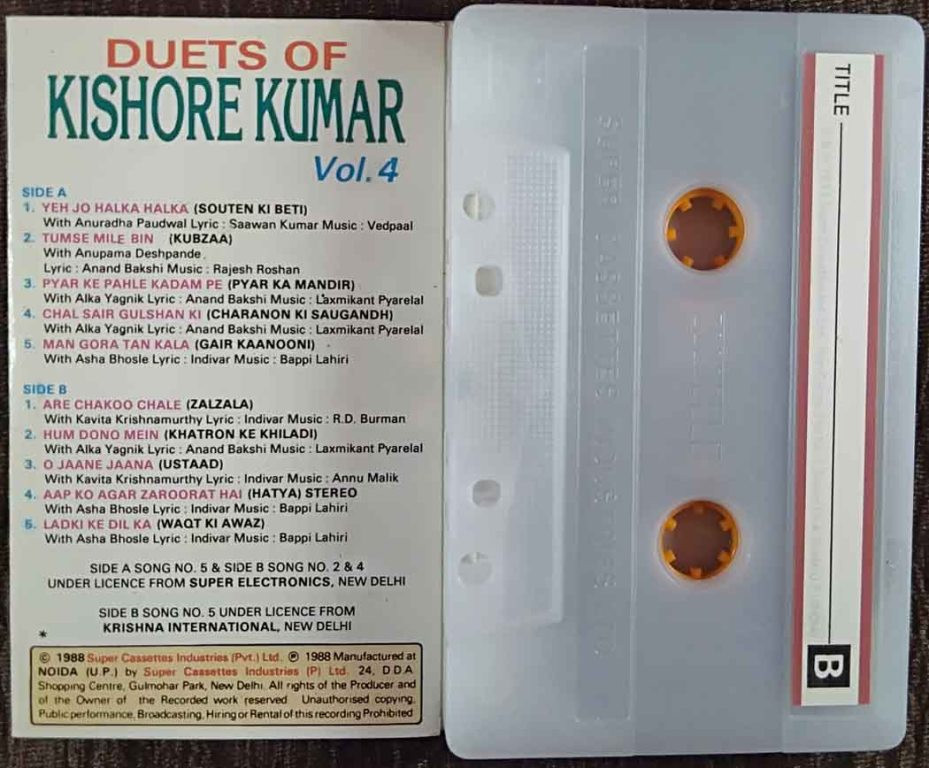 DUETS OF
KISHORE KUMAR
Vol. 4
SIDE A
1. YEH JO HALKA HALKA (SOUTEN KI BETI)
With Anuradha Paudwal Lyric : Saawan Kumar Music : Vedpaal
2. TUMSE MILE BIN (KUBZAA)
With Anupama Deshpande
Lyric : Anand Bakshi Music : Rajesh Roshan
3. PYAR KE PAHLE KADAM PE (PYAR KA MANDIR)
With Alka Yagnik Lyric : Anand Bakshi Music : Laxmikant Pyarelal
4. CHAL SAIR GULSHAN KI (CHARANON KI SAUGANDH)
With Alka Yagnik Lyric : Anand Bakshi Music : Laxmikant Pyarelal
5. MAN GORA TAN KALA (GAIR KAANOONI)
With Asha Bhosle Lyric : Indivar Music : Bappi Lahiri
SIDE B
1. ARE CHAKOO CHALE (ZALZALA)
With Kavita Krishnamurthy Lyric : Indivar Music : R.D. Burman
2. HUM DONO MEIN (KHATRON KE KHILADI)
With Alka Yagnik Lyric : Anand Bakshi Music : Laxmikant Pyarelal
3. O JAANE JAANA (USTAAD)
With Kavita Krishnamurthy Lyric : Indivar Music : Annu Malik
4. AAP KO AGAR ZAROORAT HAI (HATYA) STEREO
With Asha Bhosle Lyric : Indivar Music : Bappi Lahiri
5. LADKI KE DIL KA (WAQT KI AWAZ)
With Asha Bhosle Lyric : Indivar Music : Bappi Lahiri
SIDE A SONG NO. 5 & SIDE B SONG NO. 2 & 4
UNDER LICENCE FROM SUPER ELECTRONICS, NEW DELHI
SIDE B SONG NO. 5 UNDER LICENCE FROM
* KRISHNA INTERNATIONAL, NEW DELHI
© 1988 Super Cassettes Industries (Pvt.) Ltd. ℗ 1988 Manufactured at
NOIDA (U.P.) by Super Cassettes Industries (P) Ltd. 24, D.D.A.
Shopping Centre, Gulmohar Park, New Delhi. All rights of the Producer and
of the Owner of the Recorded work reserved Unauthorised copying,
Public performance, Broadcasting, Hiring or Rental of this recording Prohibited
TITLE
B
SUPER CASSETTES